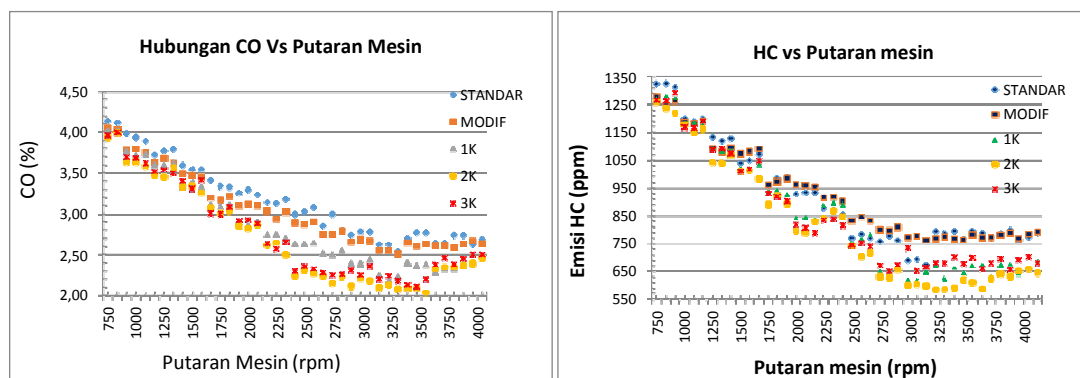 Hubungan CO Vs Putaran Mesin
CO (%)
4,50
4,00
3,50
3,00
2,50
2,00
STANDAR
MODIF
1K
2K
3K
750
1000
1250
1500
1750
2000
2250
2500
2750
3000
3250
3500
3750
4000
Putaran Mesin (rpm)
HC vs Putaran mesin
Emisi HC (ppm)
1350
1250
1150
1050
950
850
750
650
550
STANDAR
MODIF
1K
2K
3K
750
1000
1250
1500
1750
2000
2250
2500
2750
3000
3250
3500
3750
4000
Putaran mesin (rpm)